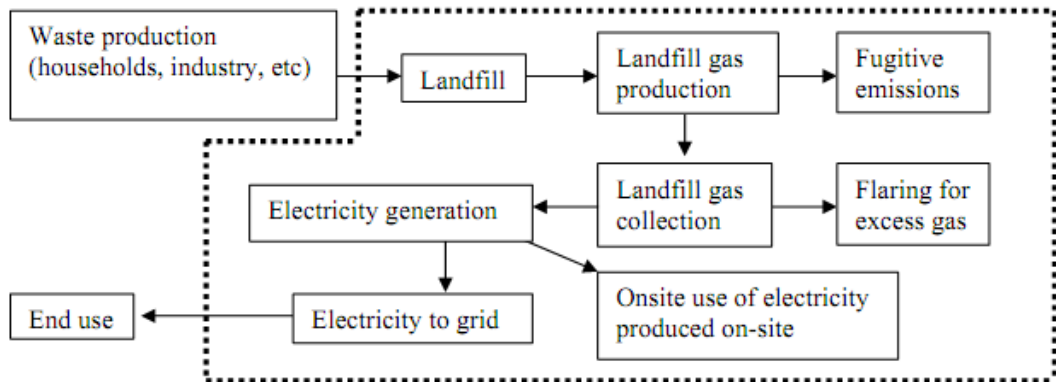 Waste production
(households, industry, etc)
Landfill
Landfill gas
production
Fugitive
emissions
Electricity generation
Landfill gas
collection
Flaring for
excess gas
End use
Electricity to grid
Onsite use of electricity
produced on-site